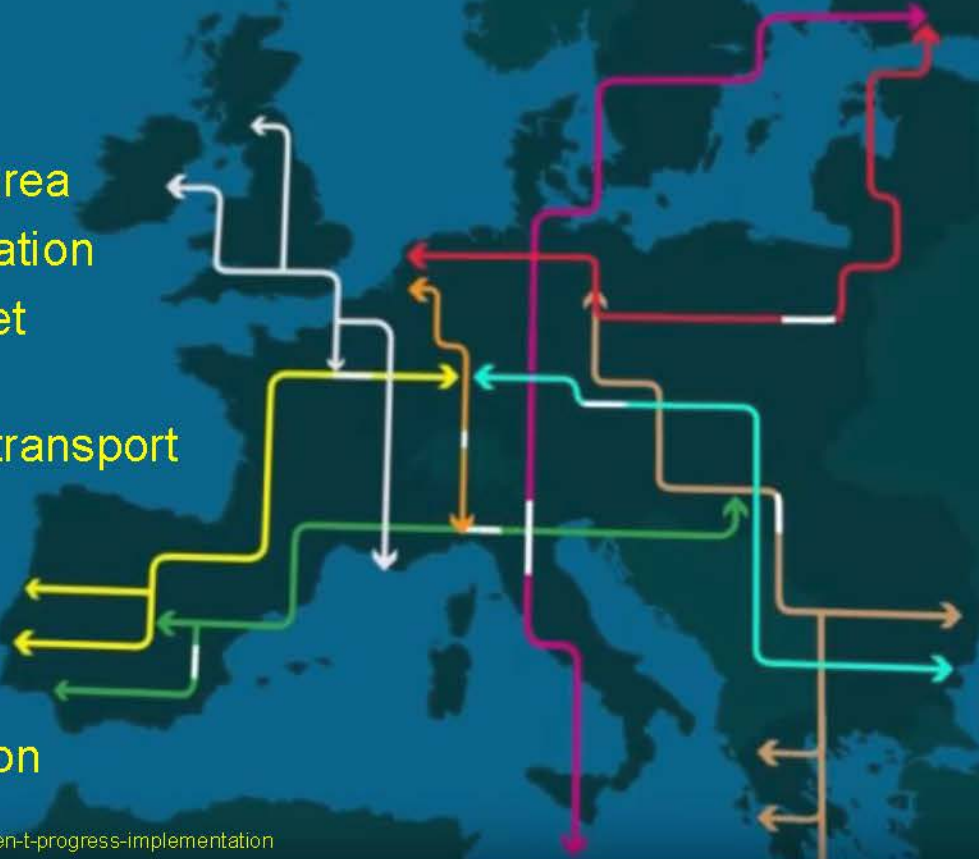 rea
ation
et
transport
on
en-t-progress-implementation